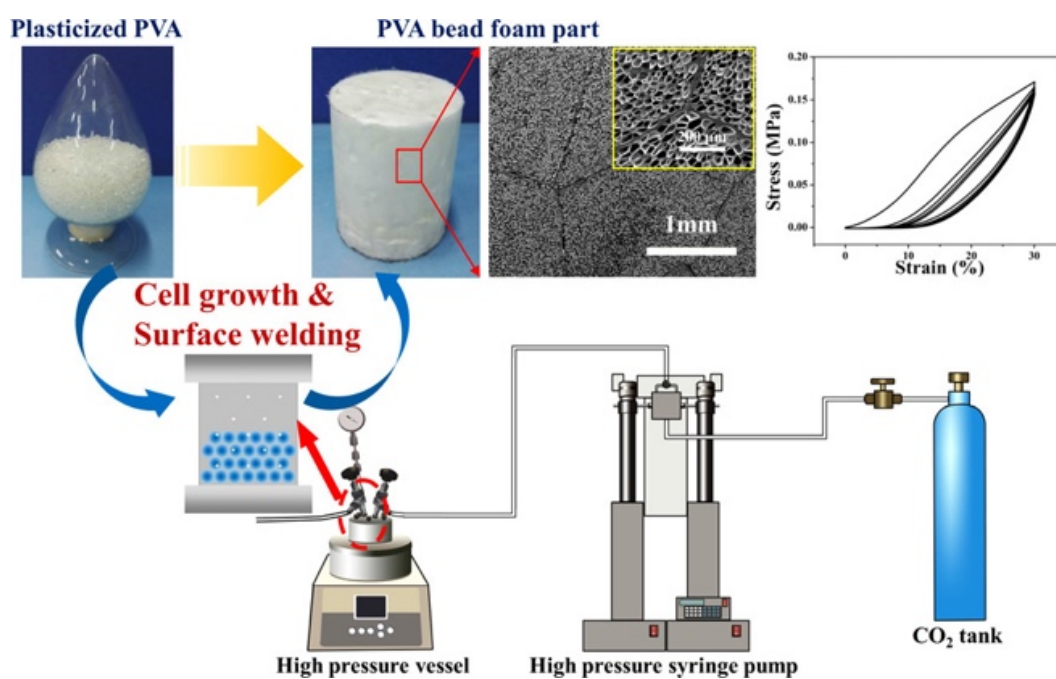 Plasticized PVA
PVA bead foam part
200 μm
1mm
0.20
0.15
0.10
0.05
0.00
Stress (MPa)
0
10
20
30
Strain (%)
Cell growth &
Surface welding
High pressure vessel
High pressure syringe pump
CO₂ tank